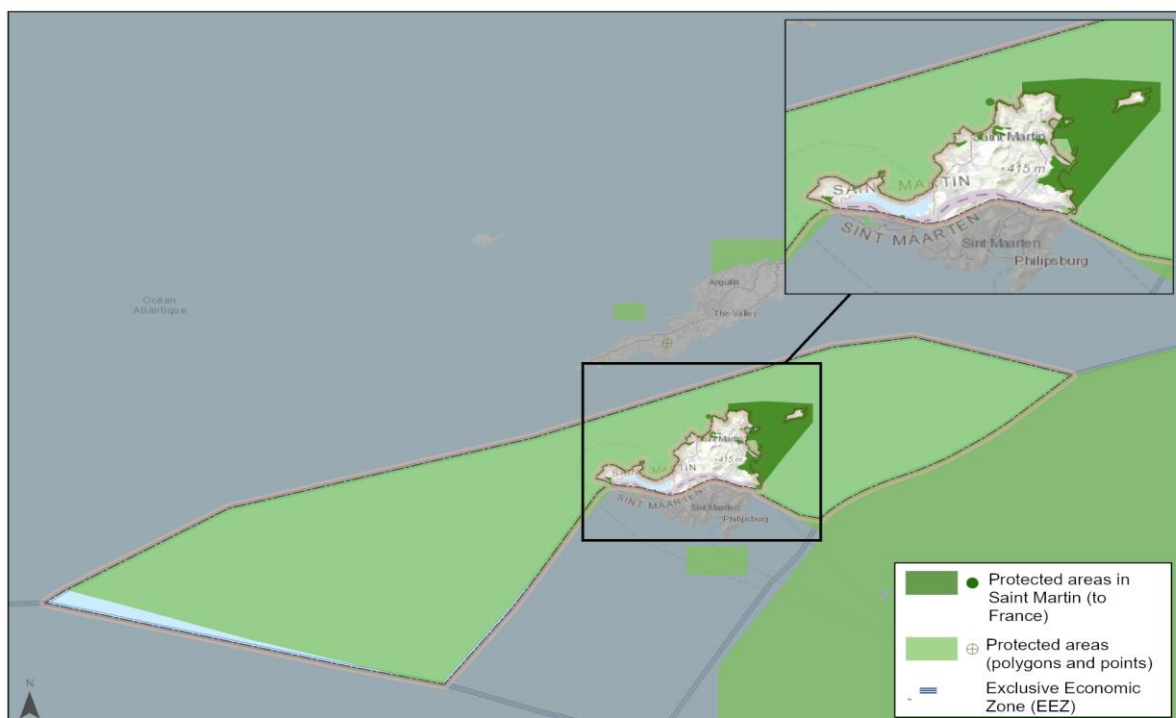 Océan
Atlantique
Anguilla
The Valley
Saint Martin
415 m
SAINT MARTIN
SINT MAARTEN
Sint Maarten
Philipsburg
St Martin
415 m
MARTIN
SINT MAARTEN
Sint Maarten
Philipsburg
N
Protected areas in
Saint Martin (to
France)
Protected areas
(polygons and points)
Exclusive Economic
Zone (EEZ)